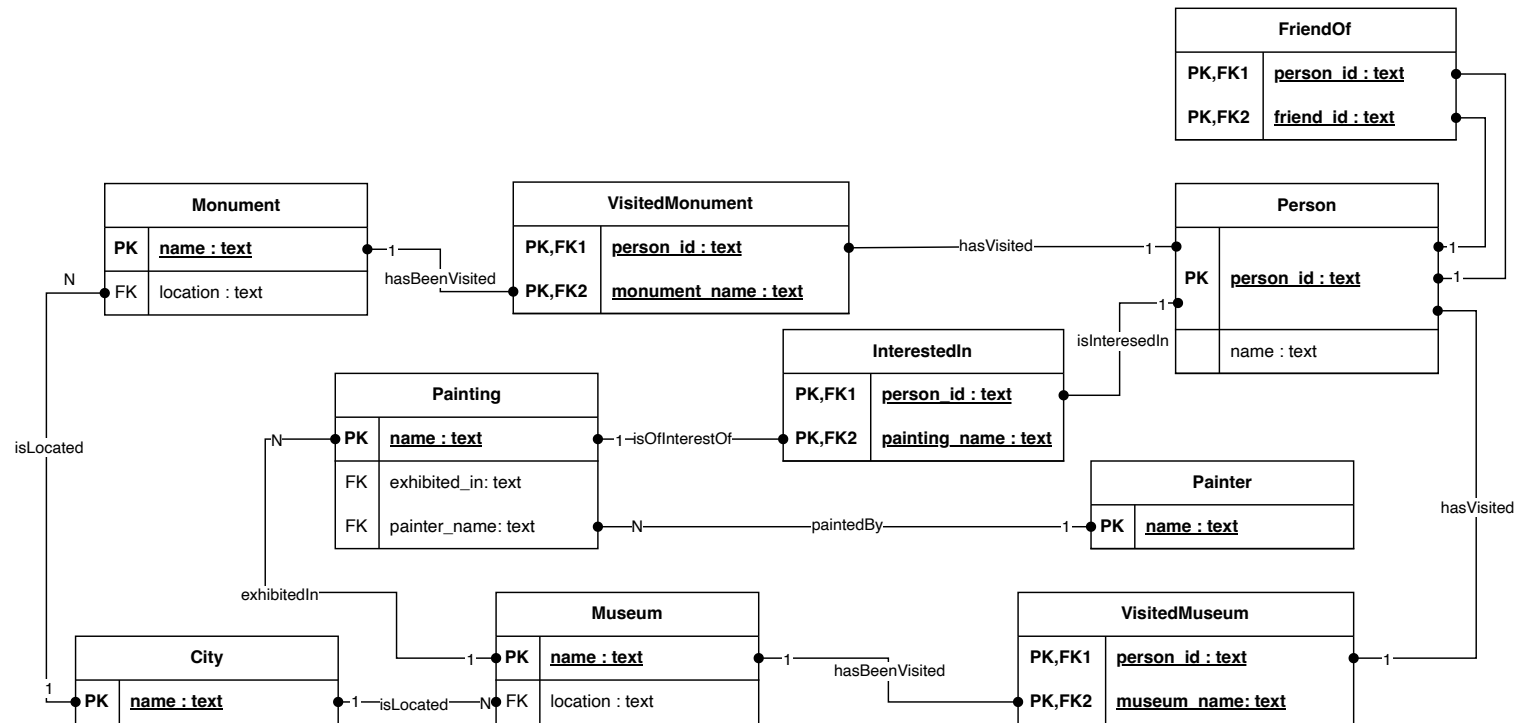 FriendOf
PK,FK1 person_id : text
PK,FK2 friend_id : text
Monument
PK name : text
FK location : text
VisitedMonument
PK,FK1 person_id : text
PK,FK2 monument_name : text
Person
PK person_id : text
name : text
1
hasBeenVisited
hasVisited
1
1
1
N
isLocated
1
InterestedIn
PK,FK1 person_id : text
PK,FK2 painting_name : text
1
isInteresedIn
Painting
PK name : text
FK exhibited_in: text
FK painter_name: text
1
isOfInterestOf
N
exhibitedIn
1
N
paintedBy
1
Painter
PK name : text
hasVisited
1
City
PK name : text
1
isLocated
N
Museum
PK name : text
FK location : text
1
hasBeenVisited
VisitedMuseum
PK,FK1 person_id : text
PK,FK2 museum_name: text
1